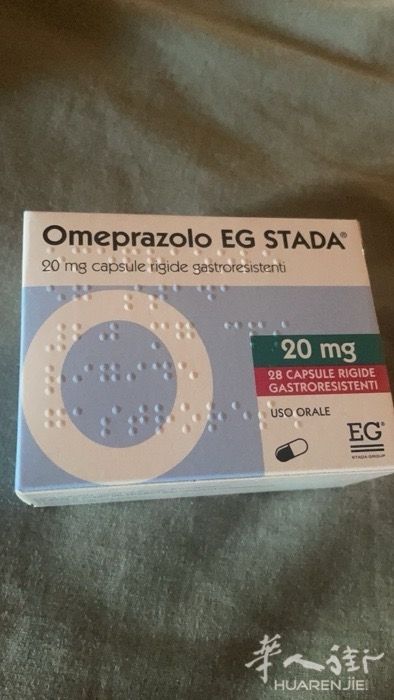 Omeprazolo EG STADA®
20 mg capsule rigide gastroresistenti
20 mg
28 CAPSULE RIGIDE
GASTRORESISTENTI
USO ORALE
EG®
STADA GROUP
华人街
HUARENJIE